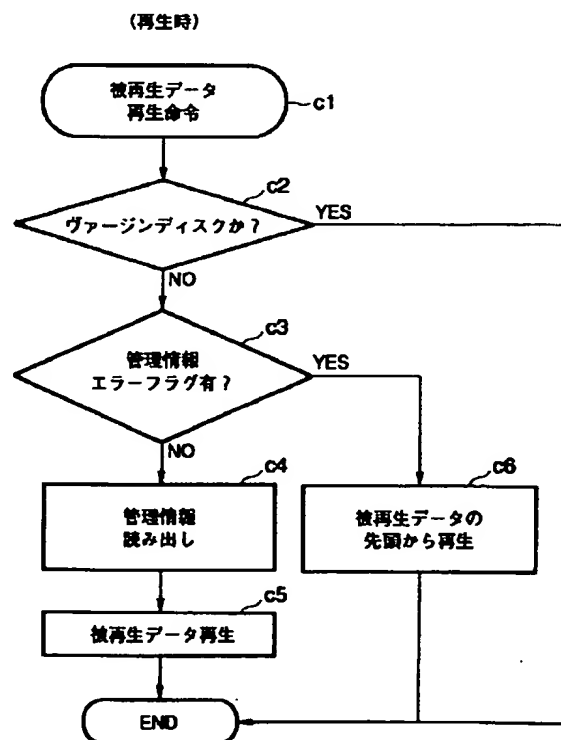 (再生時)
被再生データ
再生命令
c1
c2
ヴァージンディスクか?
YES
NO
c3
管理情報
エラーフラグ有?
YES
NO
c4
管理情報
読み出し
c6
被再生データの
先頭から再生
c5
被再生データ再生
END